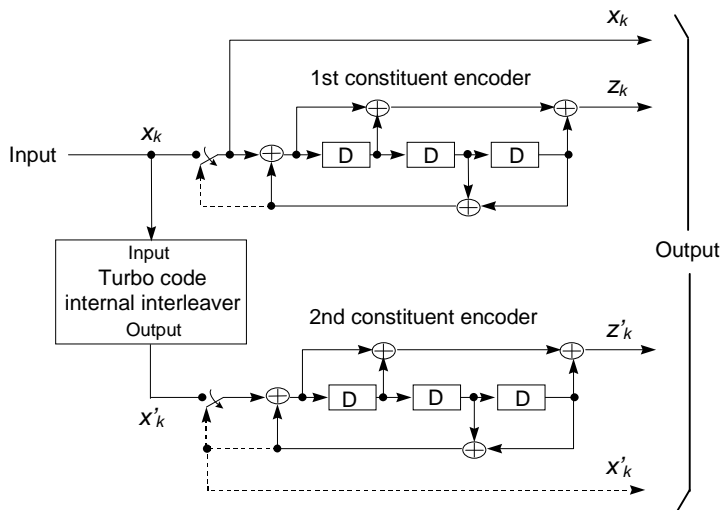 x_k
1st constituent encoder
z_k
x_k
Input
D
D
D
Input
Turbo code
internal interleaver
Output
Output
2nd constituent encoder
z'_k
D
D
D
x'_k
x'_k